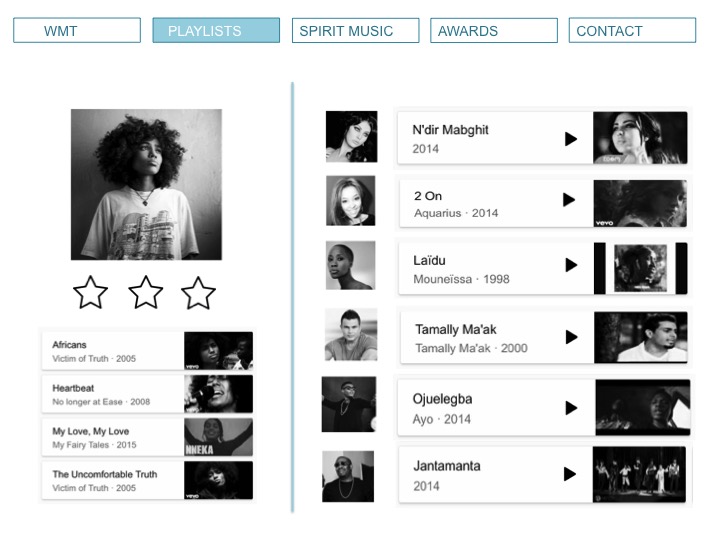 WMT
PLAYLISTS
SPIRIT MUSIC
AWARDS
CONTACT
Africans
Victim of Truth · 2005
vevo
Heartbeat
No longer at Ease · 2008
My Love, My Love
My Fairy Tales · 2015
NNEKA
The Uncomfortable Truth
Victim of Truth · 2005
vevo
N'dir Mabghit
2014
2 On
Aquarius · 2014
vevo
Laïdu
Mouneïssa · 1998
Tamally Ma'ak
Tamally Ma'ak · 2000
Ojuelegba
Ayo · 2014
Jantamanta
2014